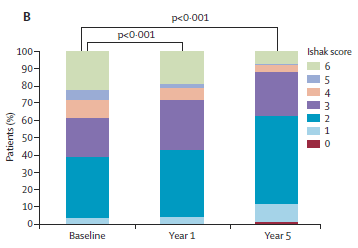 B
p<0·001
p<0·001
Ishak score
100
90
80
70
60
50
40
30
20
10
0
Patients (%)
6
5
4
3
2
1
0
Baseline
Year 1
Year 5